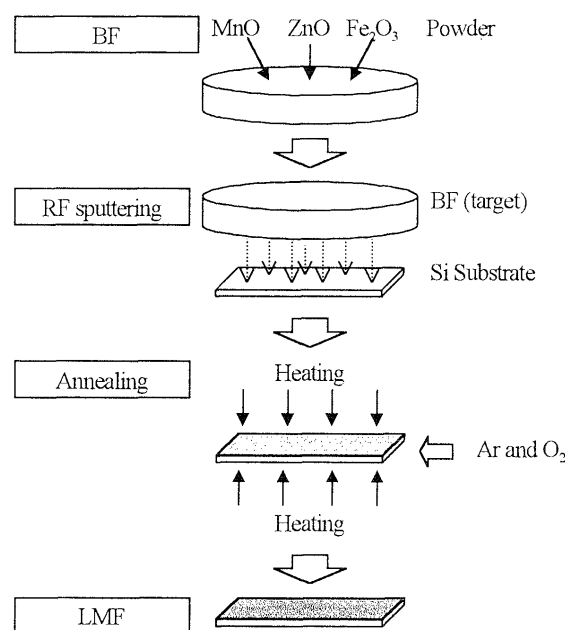 BF
MnO ZnO Fe₂O₃ Powder
RF sputtering
BF (target)
Si Substrate
Annealing
Heating
Ar and O₂
Heating
LMF